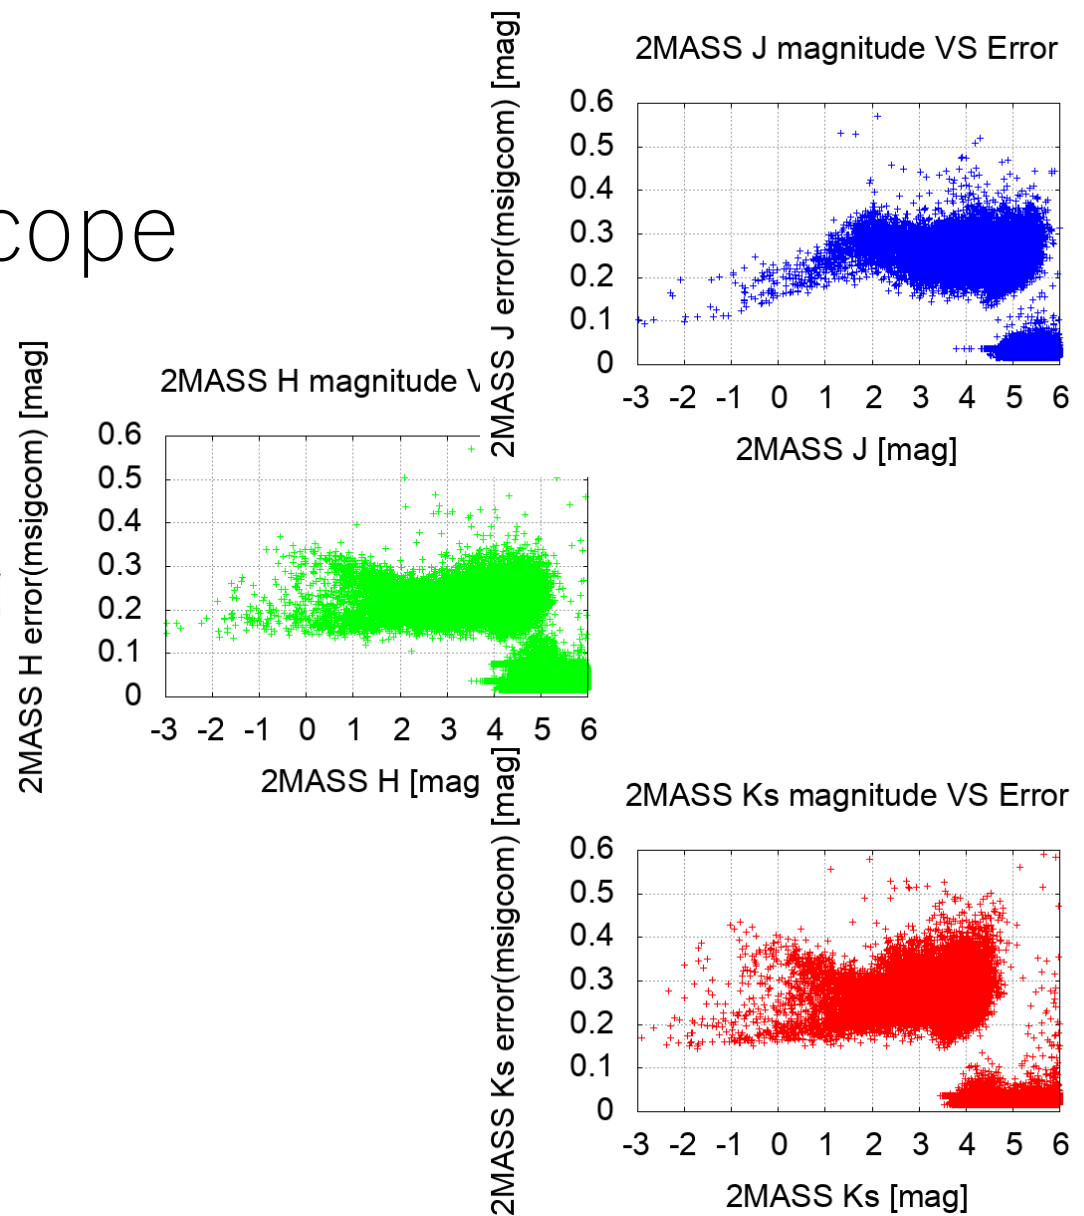 2MASS J magnitude VS Error
2MASS J error(msigcom) [mag]
0.6
0.5
0.4
0.3
0.2
0.1
0
-3 -2 -1 0 1 2 3 4 5 6
2MASS J [mag]
cope
2MASS H magnitude V
2MASS H error(msigcom) [mag]
0.6
0.5
0.4
0.3
0.2
0.1
0
-3 -2 -1 0 1 2 3 4 5 6
2MASS H [mag
2MASS Ks magnitude VS Error
2MASS Ks error(msigcom) [mag]
0.6
0.5
0.4
0.3
0.2
0.1
0
-3 -2 -1 0 1 2 3 4 5 6
2MASS Ks [mag]